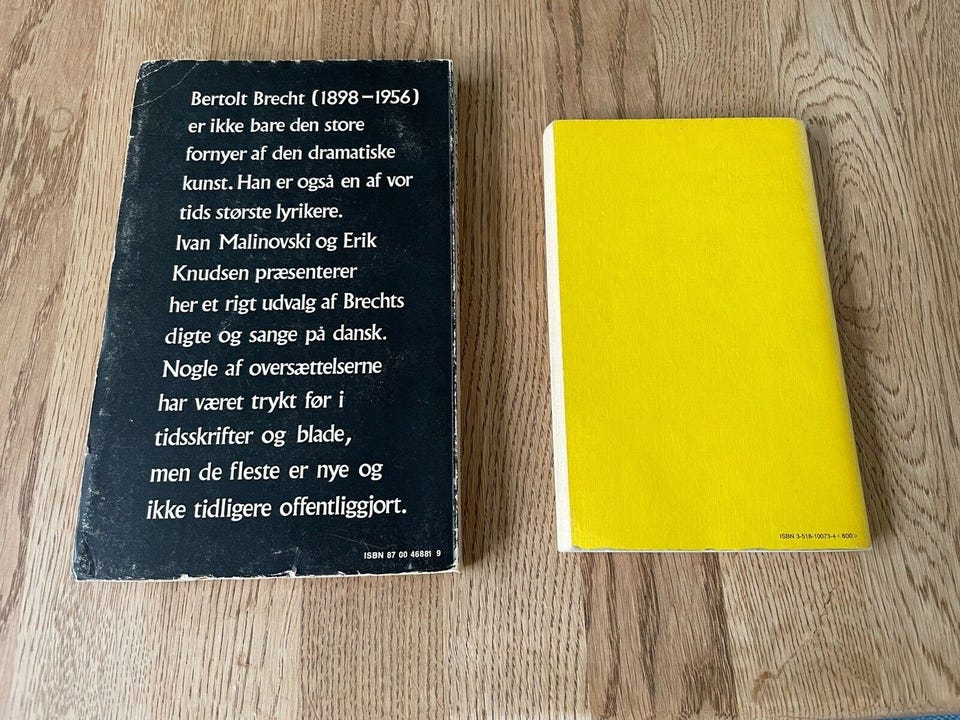 Bertolt Brecht (1898–1956)
er ikke bare den store
fornyer af den dramatiske
kunst. Han er også en af vor
tids største lyrikere.
Ivan Malinovski og Erik
Knudsen præsenterer
her et rigt udvalg af Brechts
digte og sange på dansk.
Nogle af oversættelserne
har været trykt før i
tidsskrifter og blade,
men de fleste er nye og
ikke tidligere offentliggjort.
ISBN 87 00 46881 9
ISBN 3-518-10073-4 <600>